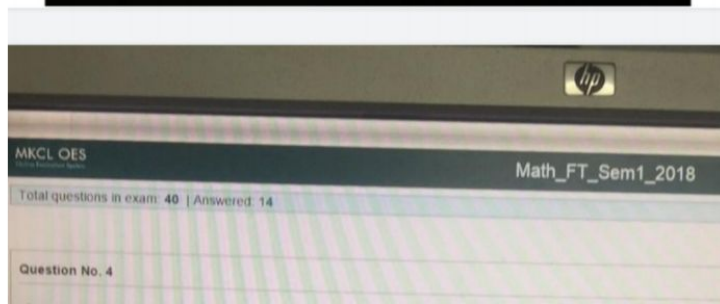 hp
MKCL OES
Math_FT_Sem1_2018
Total questions in exam: 40 | Answered: 14
Question No. 4